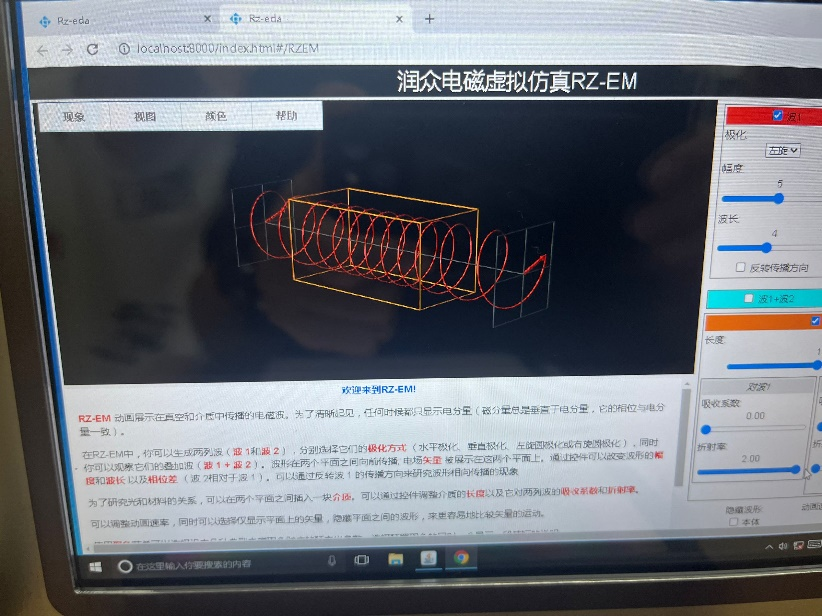 Rz-eda
Rz-eda
localhost:8000/index.html#/RZEM
润众电磁虚拟仿真RZ-EM
现象 视图 颜色 帮助
波1
极化:
左旋
幅度:
5
波长:
4
反转传播方向
波1+波2
长度:
对波1
吸收系数:
0.00
折射率:
2.00
隐藏波形:
本体
欢迎来到RZ-EM!
RZ-EM 动画展示在真空和介质中传播的电磁波。为了清晰起见，任何时候都只显示电分量（磁分量总是垂直于电分量，它的相位与电分
量一致）。
在RZ-EM中，你可以生成两列波（波 1和波 2），分别选择它们的极化方式（水平极化、垂直极化、左旋圆极化或右旋圆极化），同时
你可以观察它们的叠加波（波 1 + 波 2）。波形在两个平面之间向前传播, 电场矢量 被展示在这两个平面上。通过控件可以改变波形的幅
度和波长 以及相位差（波 2相对于波 1）。可以通过反转波 1 的传播方向来研究波形相向传播的现象
为了研究光和材料的关系，可以在两个平面之间插入一块介质。可以通过控件调整介质的长度以及它对两列波的吸收系数和折射率。
可以调整动画速率，同时可以选择仅显示平面上的矢量，隐藏平面之间的波形，来更容易地比较矢量的运动。
在这里输入你要搜索的内容